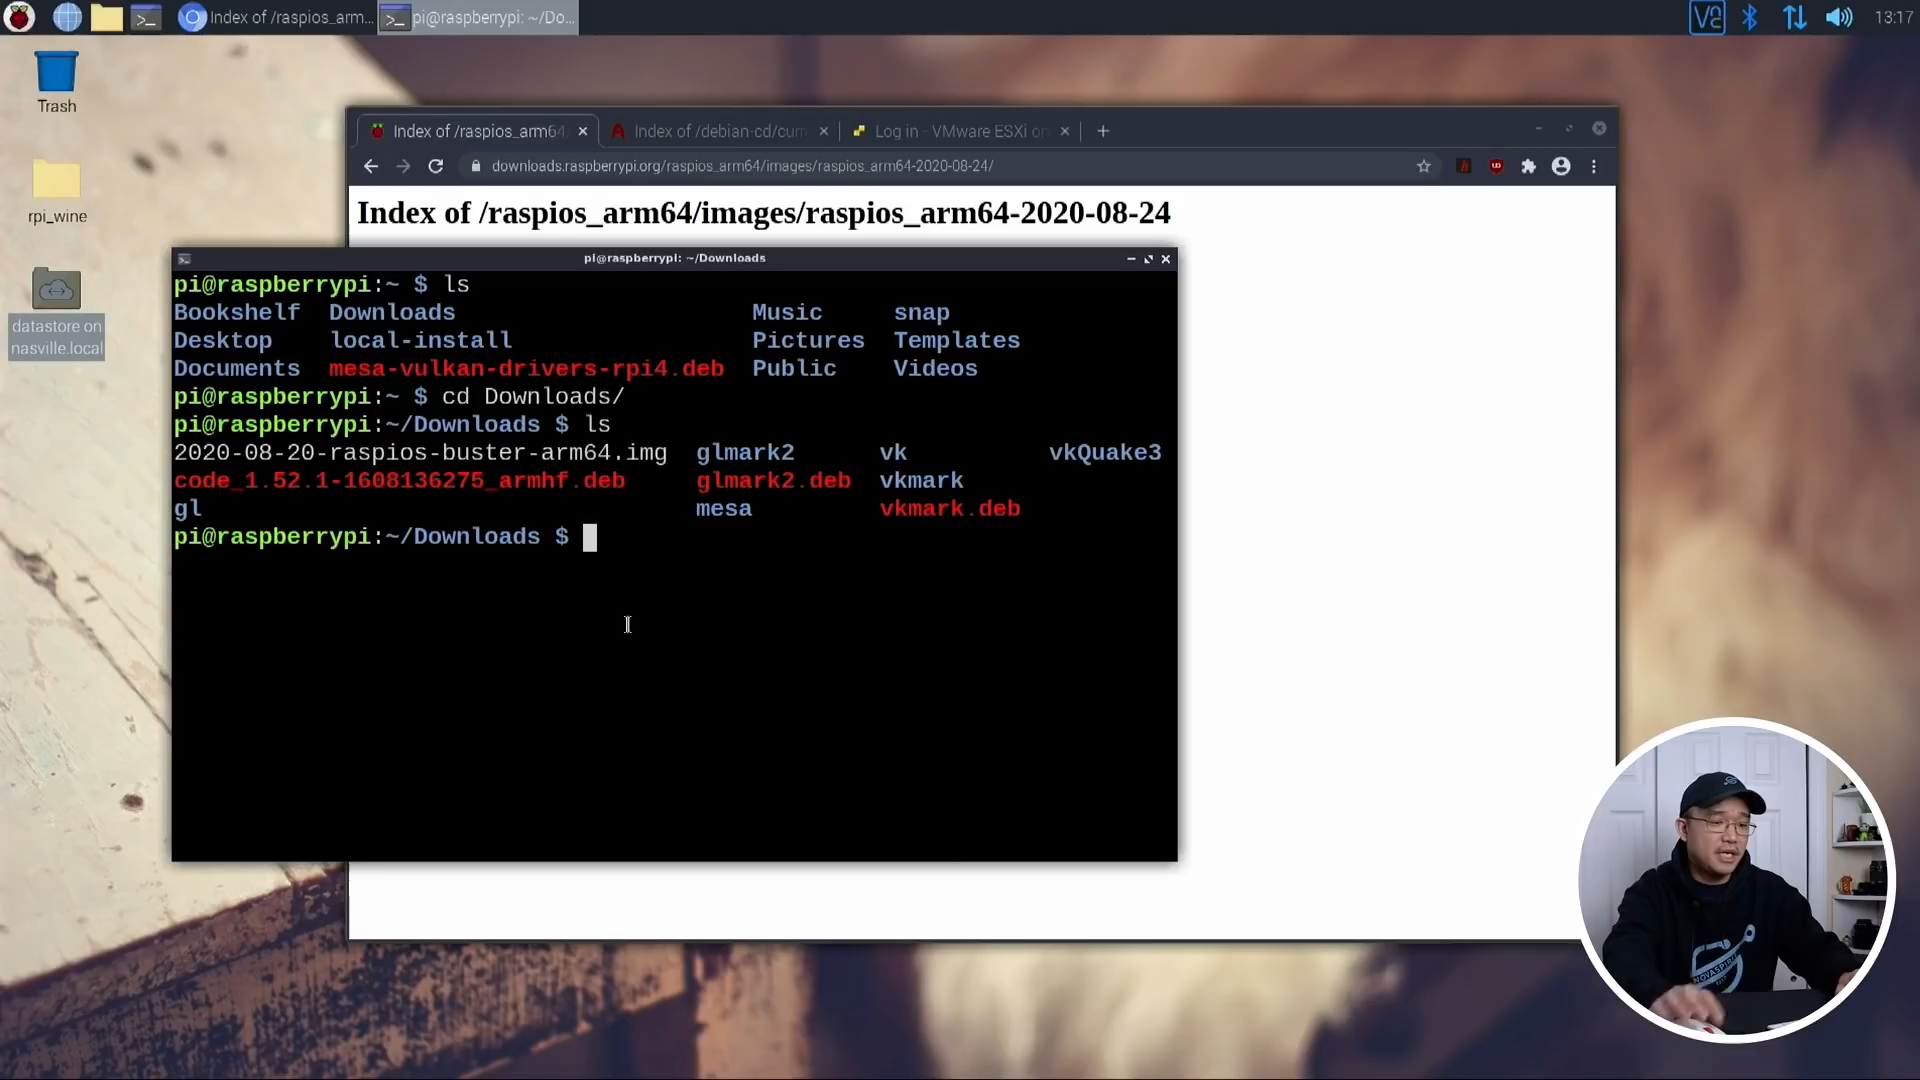 Index of /raspios_arm...
pi@raspberrypi: ~/Do...
13:17
Trash
rpi_wine
datastore on
nasville.local
Index of /raspios_arm64
Index of /debian-cd/curr
Log in - VMware ESXi on
downloads.raspberrypi.org/raspios_arm64/images/raspios_arm64-2020-08-24/
Index of /raspios_arm64/images/raspios_arm64-2020-08-24
pi@raspberrypi: ~/Downloads
pi@raspberrypi:~ $ ls
Bookshelf Downloads Music snap
Desktop local-install Pictures Templates
Documents mesa-vulkan-drivers-rpi4.deb Public Videos
pi@raspberrypi:~ $ cd Downloads/
pi@raspberrypi:~/Downloads $ ls
2020-08-20-raspios-buster-arm64.img glmark2 vk vkQuake3
code_1.52.1-1608136275_armhf.deb glmark2.deb vkmark
gl mesa vkmark.deb
pi@raspberrypi:~/Downloads $